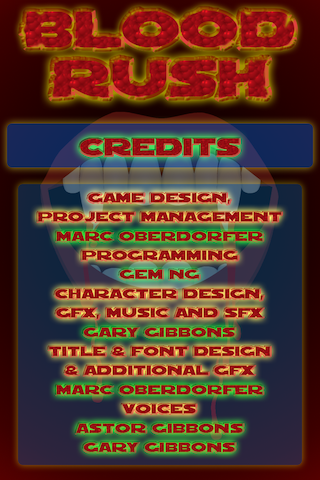 BLOOD
RUSH
CREDITS
GAME DESIGN,
PROJECT MANAGEMENT
MARC OBERDORFER
PROGRAMMING
GEM NG
CHARACTER DESIGN,
GFX, MUSIC AND SFX
GARY GIBBONS
TITLE & FONT DESIGN
& ADDITIONAL GFX
MARC OBERDORFER
VOICES
ASTOR GIBBONS
GARY GIBBONS